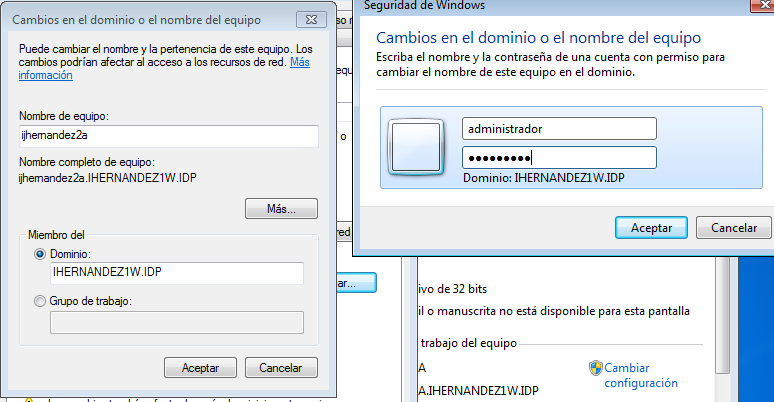 Cambios en el dominio o el nombre del equipo
Puede cambiar el nombre y la pertenencia de este equipo. Los
cambios podrían afectar al acceso a los recursos de red. Más
información
Nombre de equipo:
ijhernandez2a
Nombre completo de equipo:
ijhernandez2a.IHERNANDEZ1W.IDP
Más...
Miembro del
Dominio:
IHERNANDEZ1W.IDP
Grupo de trabajo:
Aceptar
Cancelar
Seguridad de Windows
Cambios en el dominio o el nombre del equipo
Escriba el nombre y la contraseña de una cuenta con permiso para
cambiar el nombre de este equipo en el dominio.
administrador
●●●●●●●●●
Dominio: IHERNANDEZ1W.IDP
Aceptar
Cancelar
o
red
ar...
ivo de 32 bits
il o manuscrita no está disponible para esta pantalla
trabajo del equipo
A
Cambiar
configuración
A.IHERNANDEZ1W.IDP